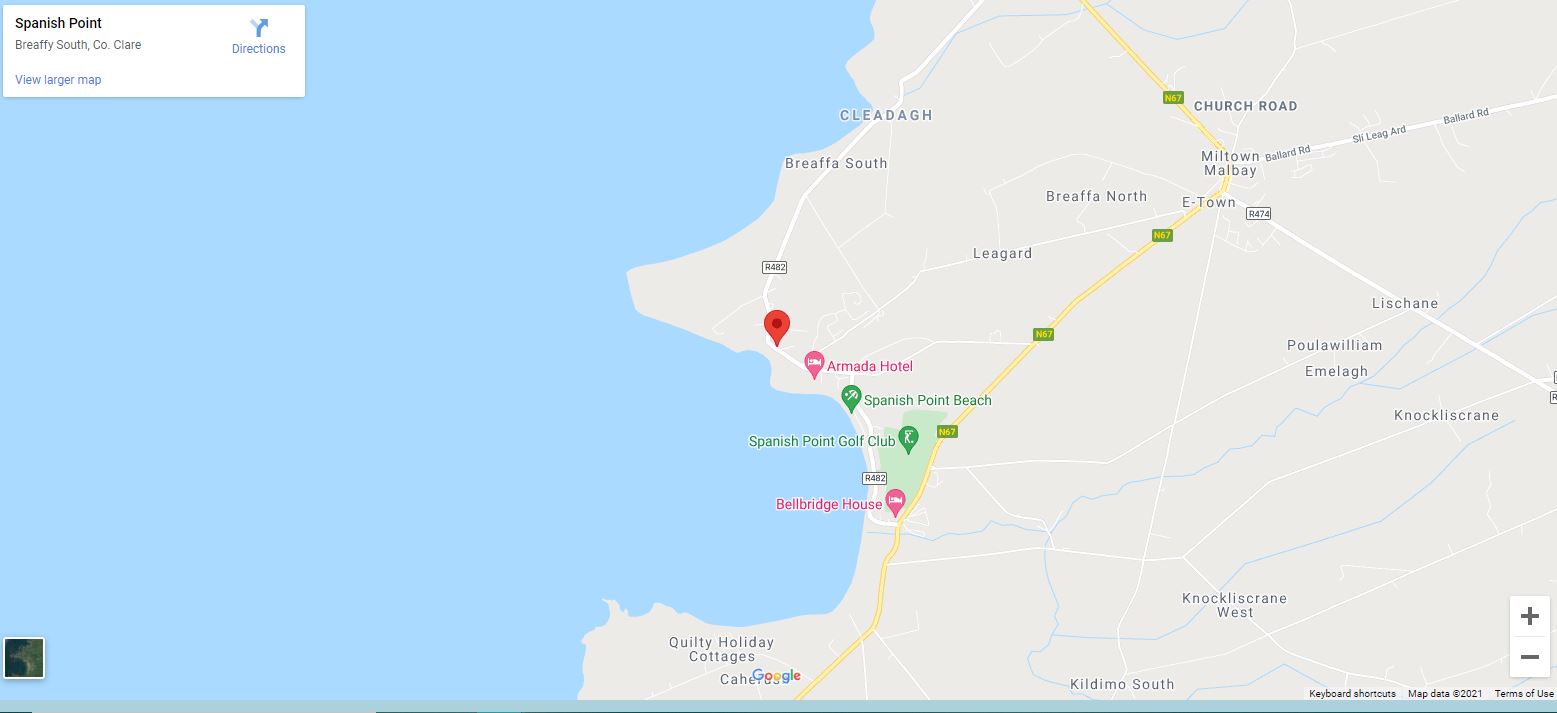 Spanish Point
Breaffy South, Co. Clare
Directions
View larger map
N67
CHURCH ROAD
CLEADAGH
Ballard Rd
Sli Leag Ard
Ballard Rd
Miltown
Malbay
Breaffa South
Breaffa North
E-Town
R474
N67
Leagard
R482
Lischane
N67
Poulawilliam
Emelagh
Armada Hotel
Spanish Point Beach
Knockliscrane
N67
Spanish Point Golf Club
R482
Bellbridge House
Knockliscrane
West
Quilty Holiday
Cottages
Google
Kildimo South
Keyboard shortcuts
Map data ©2021
Terms of Use